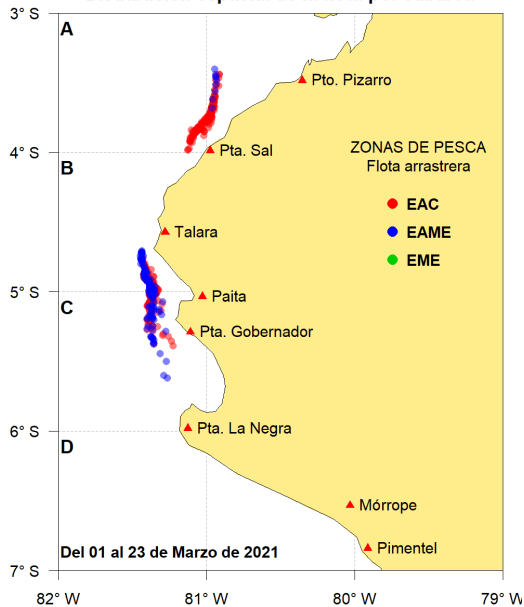 3° S
A
Pto. Pizarro
ZONAS DE PESCA
Flota arrastrera
4° S
Pta. Sal
B
EAC
Talara
EAME
EME
5° S
Paita
C
Pta. Gobernador
6° S
Pta. La Negra
D
Mórrope
Del 01 al 23 de Marzo de 2021
Pimentel
7° S
82° W
81° W
80° W
79° W